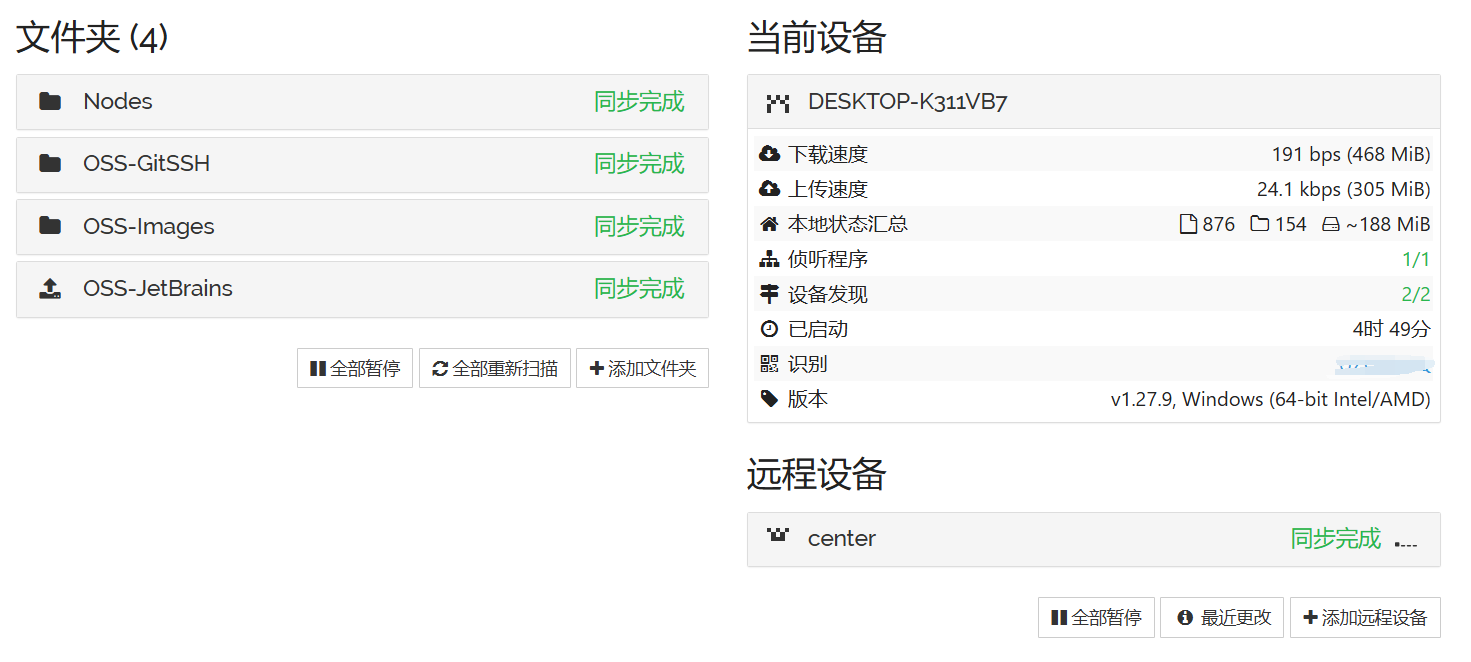 文件夹 (4)
Nodes 同步完成
OSS-GitSSH 同步完成
OSS-Images 同步完成
OSS-JetBrains 同步完成
全部暂停 全部重新扫描 添加文件夹
当前设备
DESKTOP-K311VB7
下载速度 191 bps (468 MiB)
上传速度 24.1 kbps (305 MiB)
本地状态汇总 876 154 ~188 MiB
侦听程序 1/1
设备发现 2/2
已启动 4时 49分
识别
版本 v1.27.9, Windows (64-bit Intel/AMD)
远程设备
center 同步完成
全部暂停 最近更改 添加远程设备